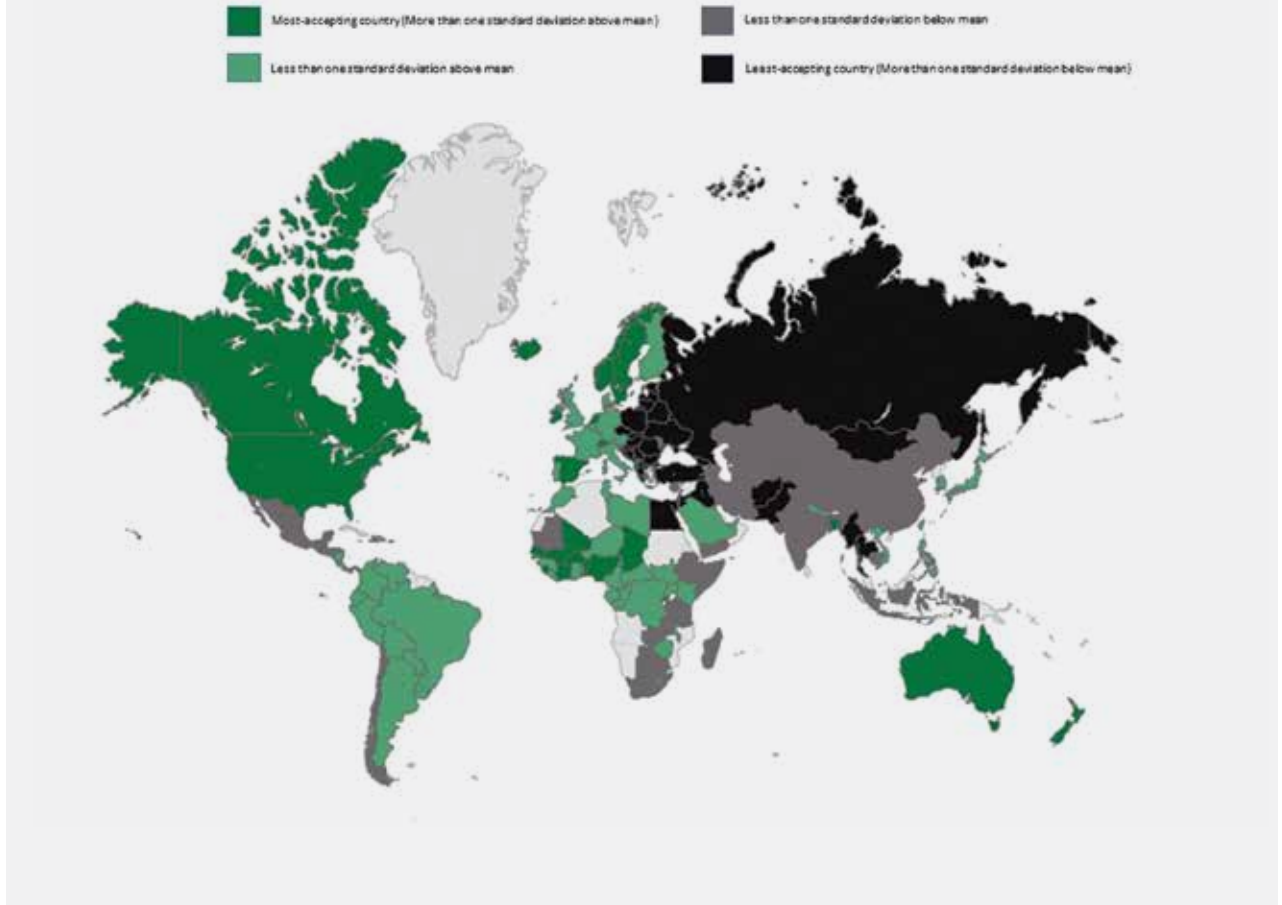 Most-accepting country (More than one standard deviation above mean)
Less than one standard deviation above mean
Less than one standard deviation below mean
Least-accepting country (More than one standard deviation below mean)